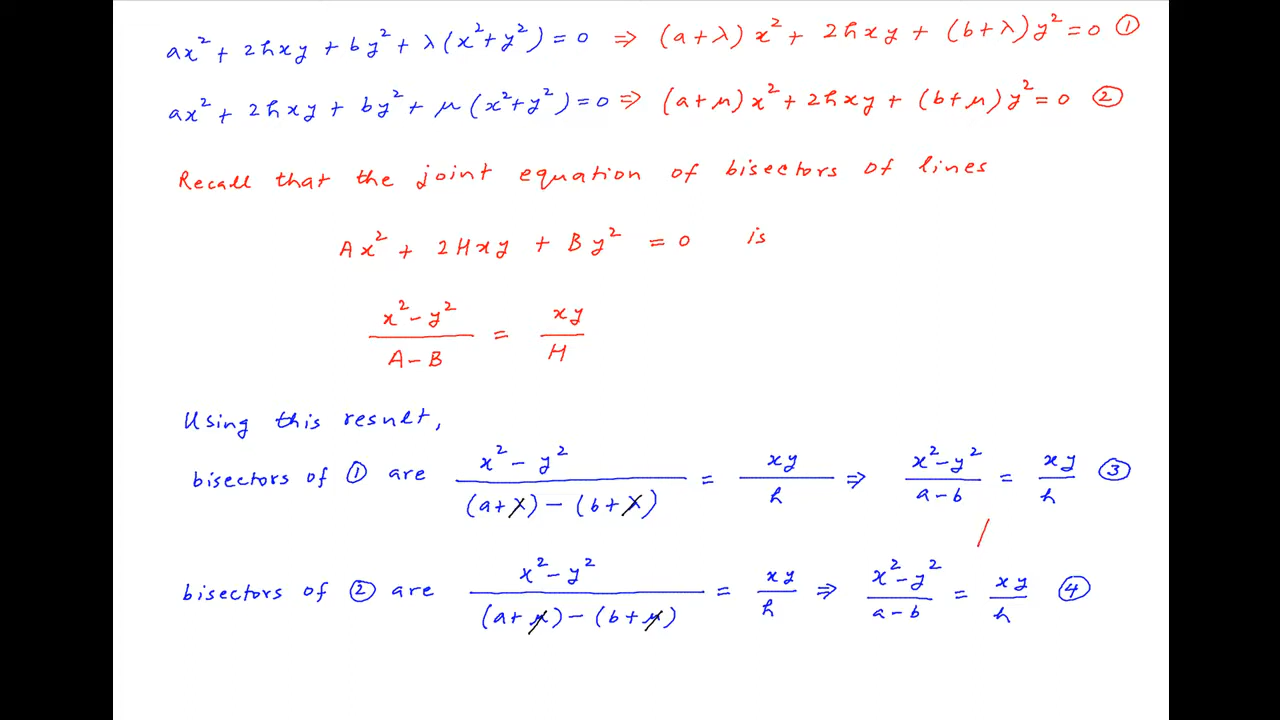 ax² + 2hxy + by² + λ(x²+y²) = 0 ⇒ (a+λ)x² + 2hxy + (b+λ)y² = 0 ①
ax² + 2hxy + by² + μ(x²+y²) = 0 ⇒ (a+μ)x² + 2hxy + (b+μ)y² = 0 ②
Recall that the joint equation of bisectors of lines
Ax² + 2Hxy + By² = 0 is
(x² - y²)/(A - B) = xy/H
Using this result,
bisectors of ① are (x² - y²)/((a+λ) - (b+λ)) = xy/h ⇒ (x² - y²)/(a - b) = xy/h ③
bisectors of ② are (x² - y²)/((a+μ) - (b+μ)) = xy/h ⇒ (x² - y²)/(a - b) = xy/h ④